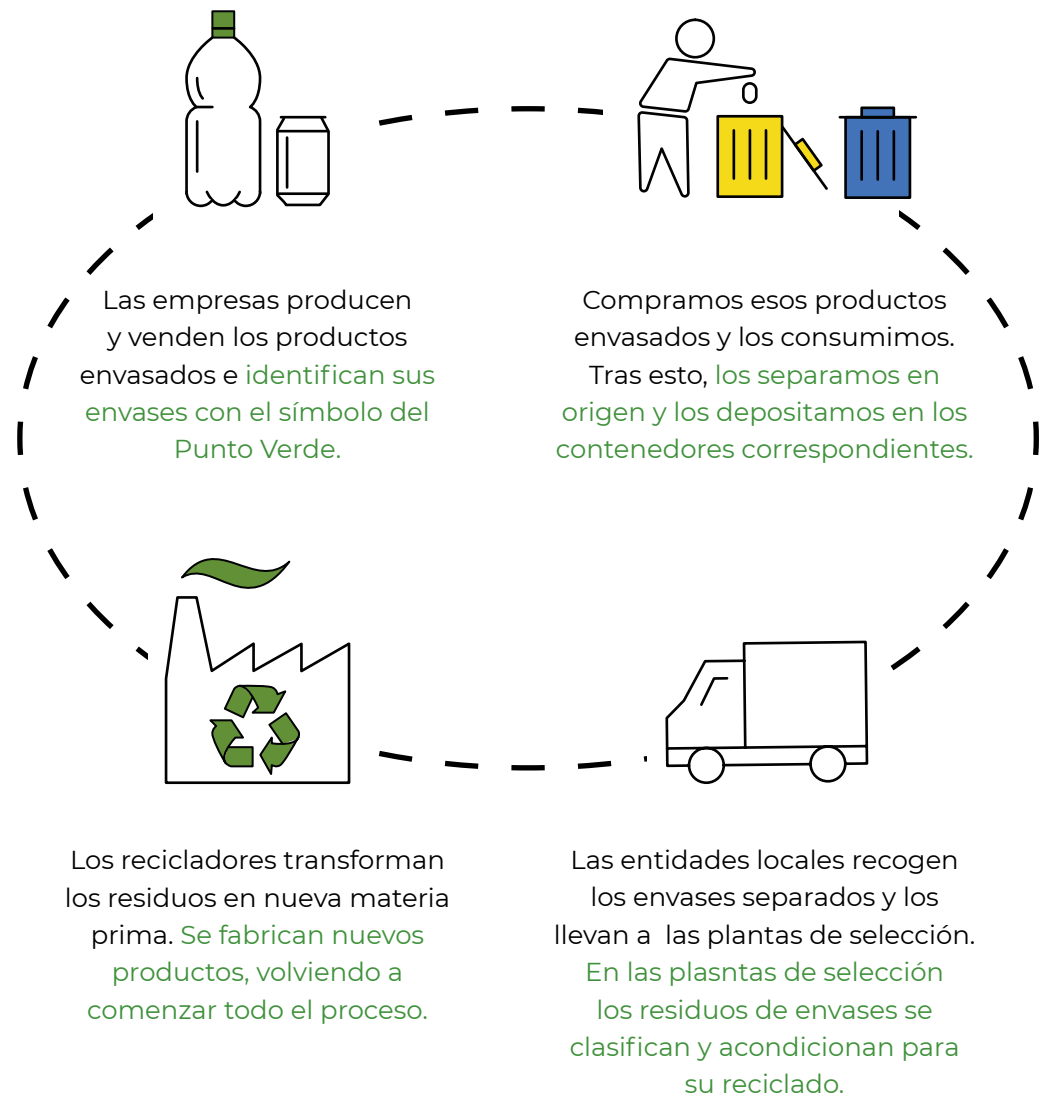 Las empresas producen
y venden los productos
envasados e identifican sus
envases con el símbolo del
Punto Verde.
Compramos esos productos
envasados y los consumimos.
Tras esto, los separamos en
origen y los depositamos en los
contenedores correspondientes.
Los recicladores transforman
los residuos en nueva materia
prima. Se fabrican nuevos
productos, volviendo a
comenzar todo el proceso.
Las entidades locales recogen
los envases separados y los
llevan a  las plantas de selección.
En las plasntas de selección
los residuos de envases se
clasifican y acondicionan para
su reciclado.